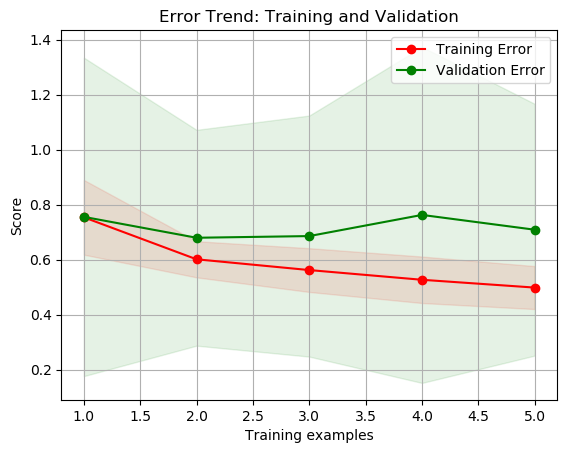 Error Trend: Training and Validation
Training Error
Validation Error
Score
1.4
1.2
1.0
0.8
0.6
0.4
0.2
1.0 1.5 2.0 2.5 3.0 3.5 4.0 4.5 5.0
Training examples